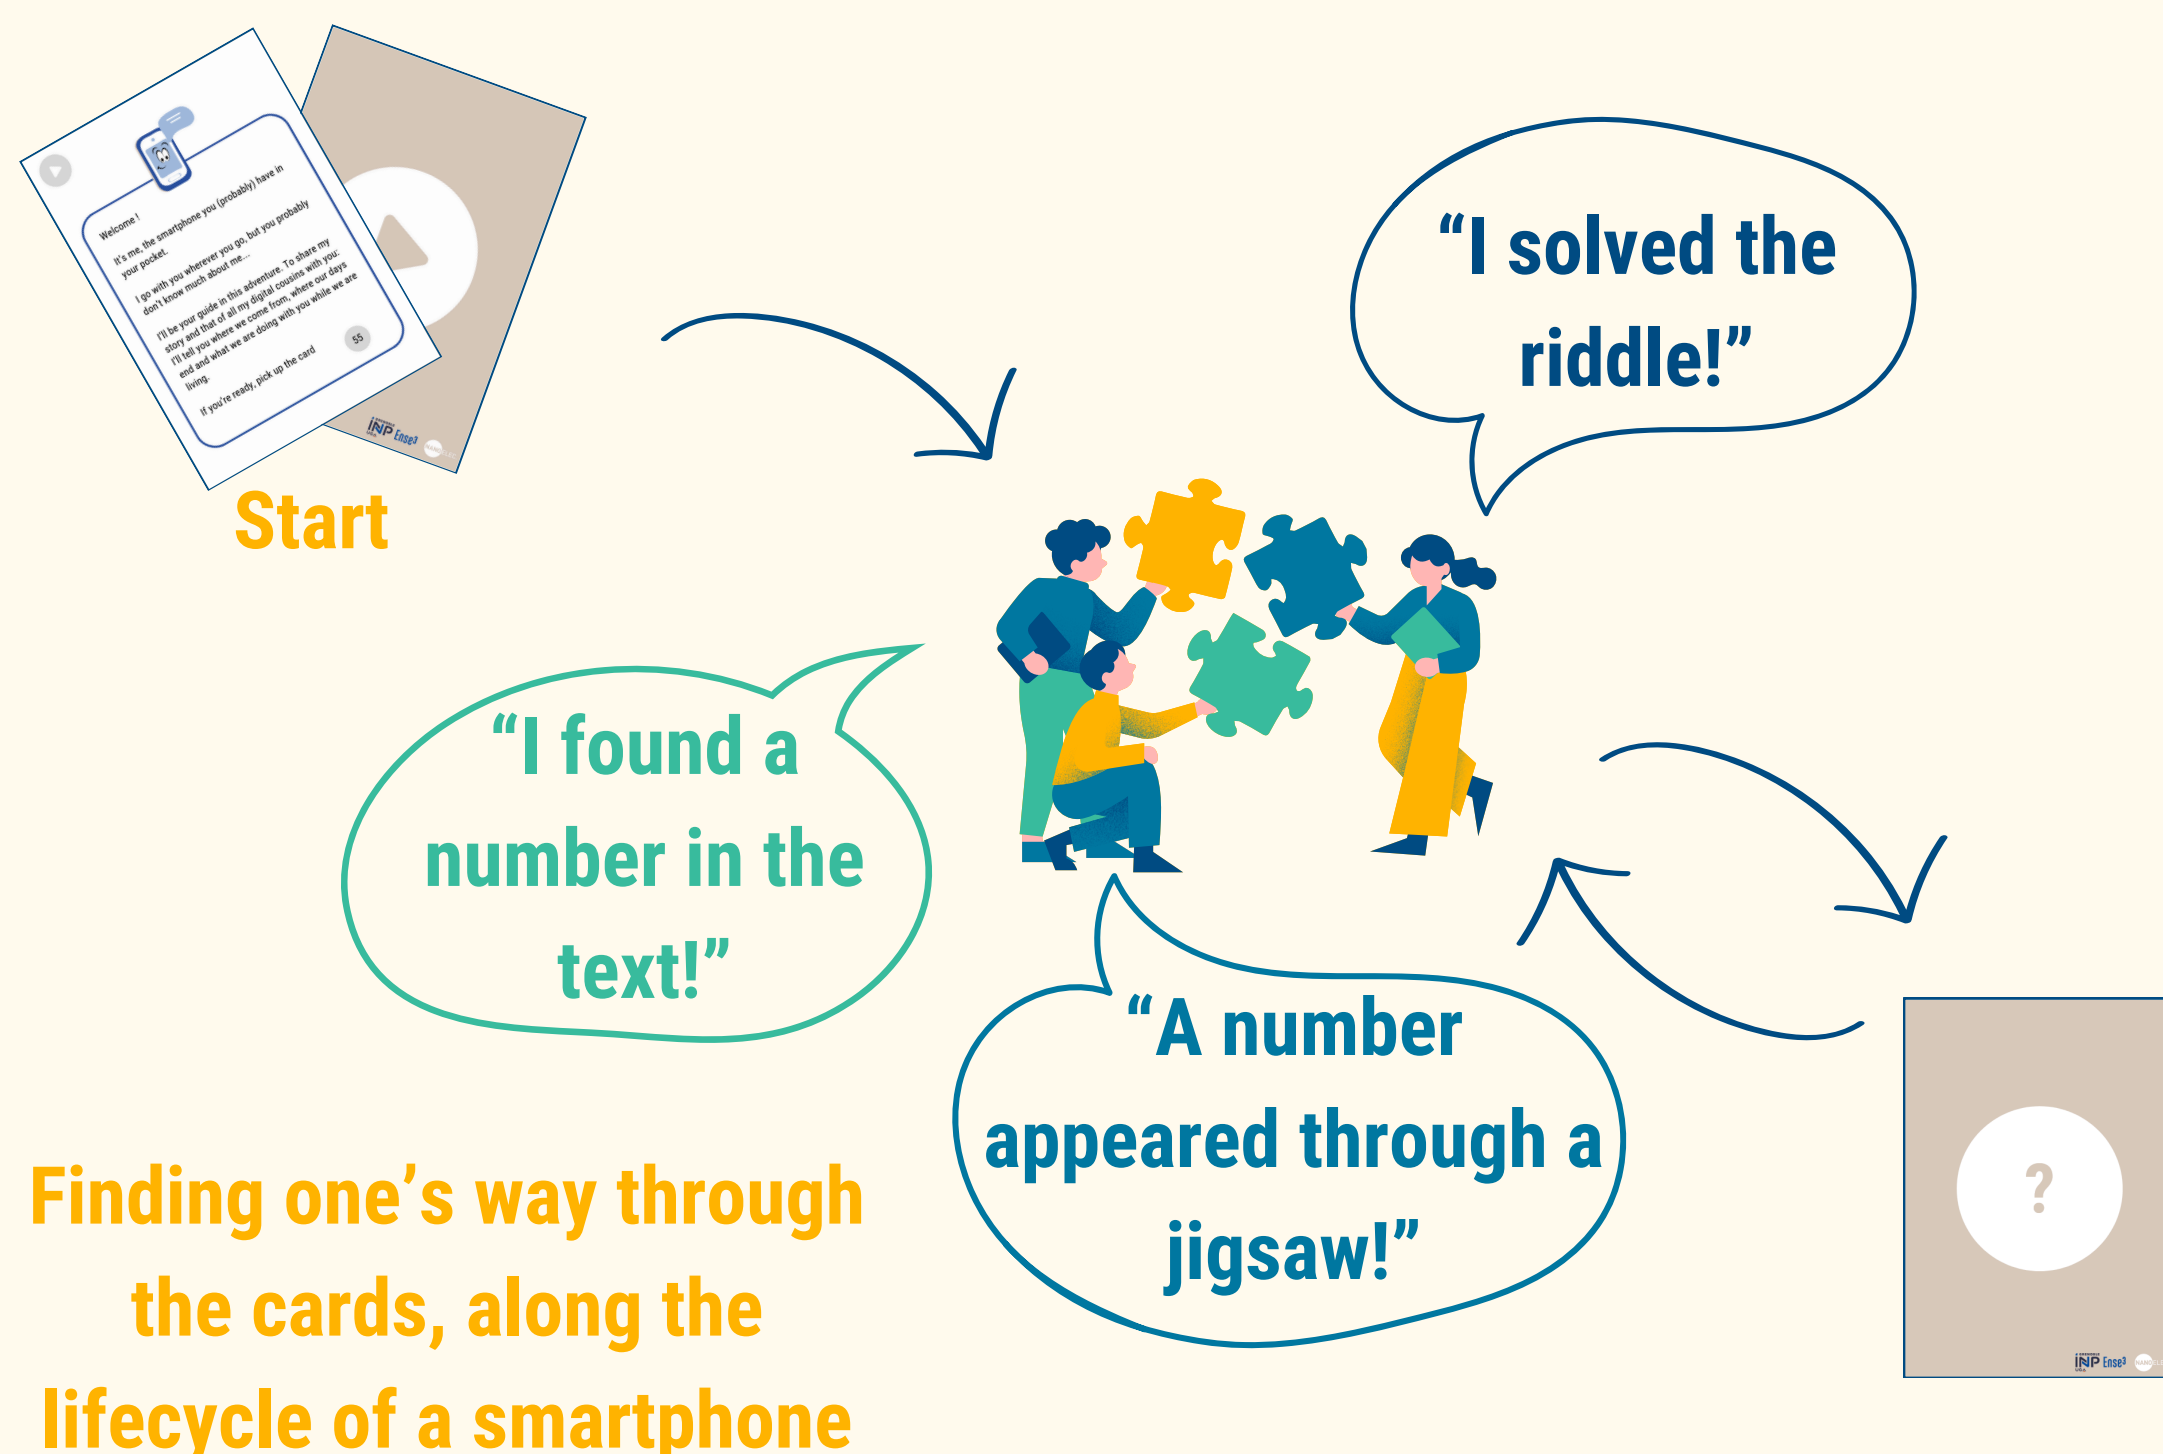 Welcome !
It's me, the smartphone you (probably) have in
your pocket.
I go with you wherever you go, but you probably
don't know much about me...
I'll be your guide in this adventure. To share my
story and that of all my digital cousins with you:
I'll tell you where we come from, where our days
end and what we are doing with you while we are
living.
If you're ready, pick up the card
55
INP Ense³
Start
“I solved the
riddle!”
“I found a
number in the
text!”
“A number
appeared through a
jigsaw!”
Finding one’s way through
the cards, along the
lifecycle of a smartphone
?
INP Ense³